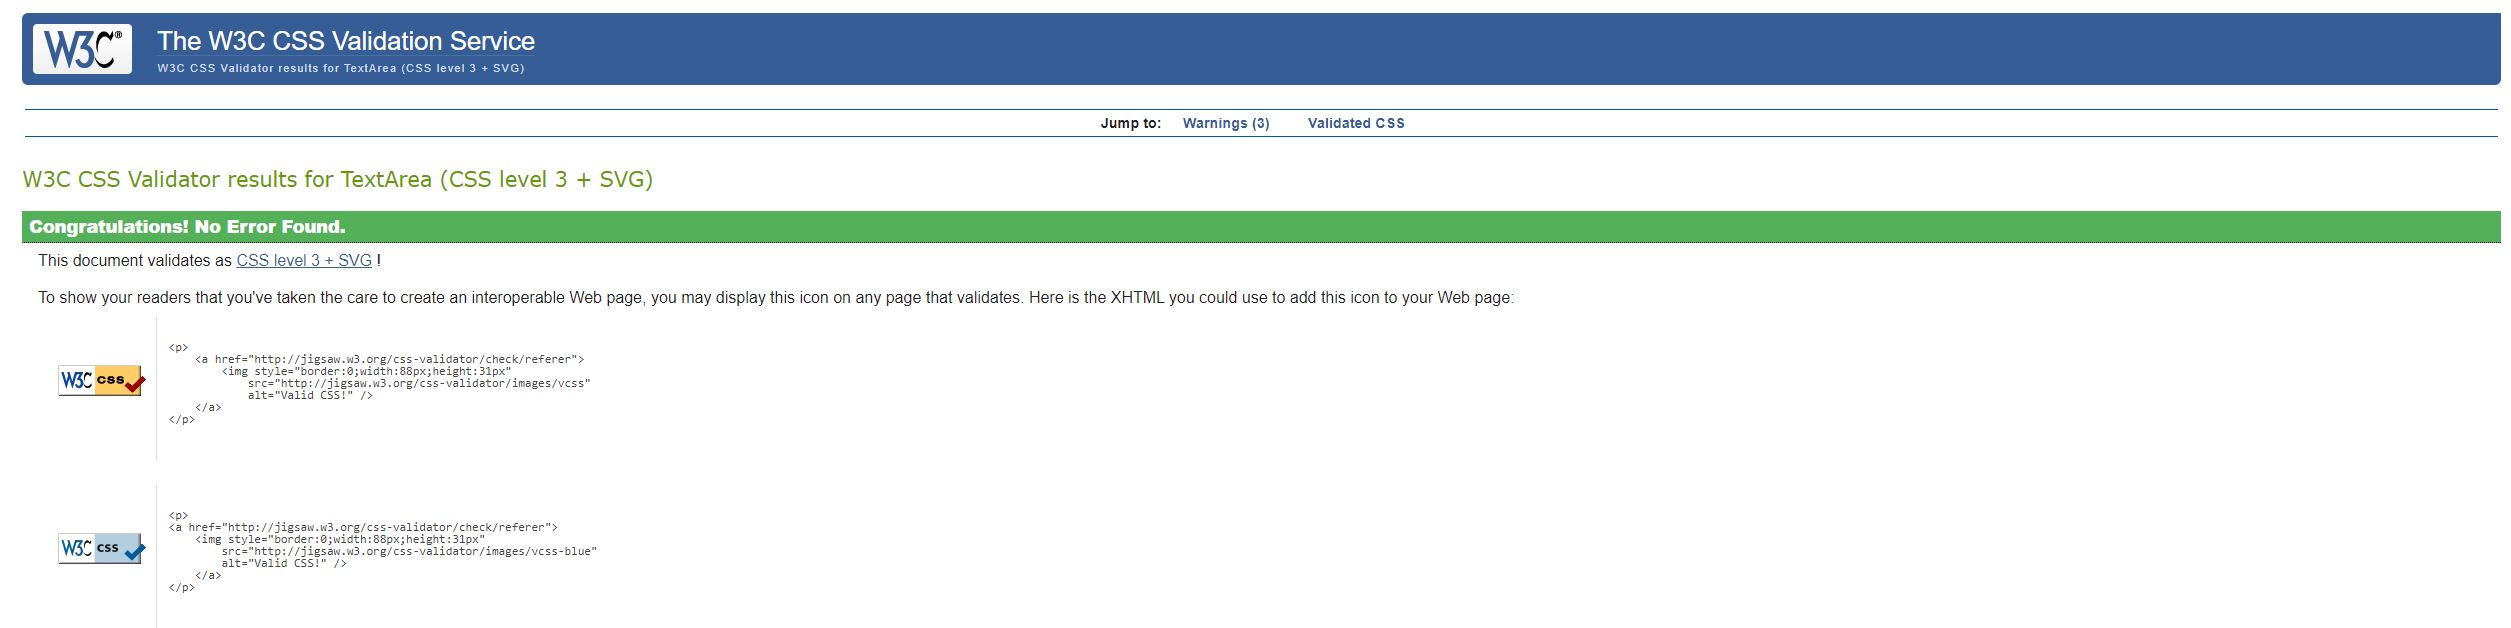 W3C®
The W3C CSS Validation Service
W3C CSS Validator results for TextArea (CSS level 3 + SVG)
Jump to: Warnings (3) Validated CSS
W3C CSS Validator results for TextArea (CSS level 3 + SVG)
Congratulations! No Error Found.
This document validates as CSS level 3 + SVG !
To show your readers that you've taken the care to create an interoperable Web page, you may display this icon on any page that validates. Here is the XHTML you could use to add this icon to your Web page:
W3C css
<p>
    <a href="http://jigsaw.w3.org/css-validator/check/referer">
        <img style="border:0;width:88px;height:31px"
            src="http://jigsaw.w3.org/css-validator/images/vcss"
            alt="Valid CSS!" />
    </a>
</p>
W3C css
<p>
<a href="http://jigsaw.w3.org/css-validator/check/referer">
    <img style="border:0;width:88px;height:31px"
        src="http://jigsaw.w3.org/css-validator/images/vcss-blue"
        alt="Valid CSS!" />
    </a>
</p>